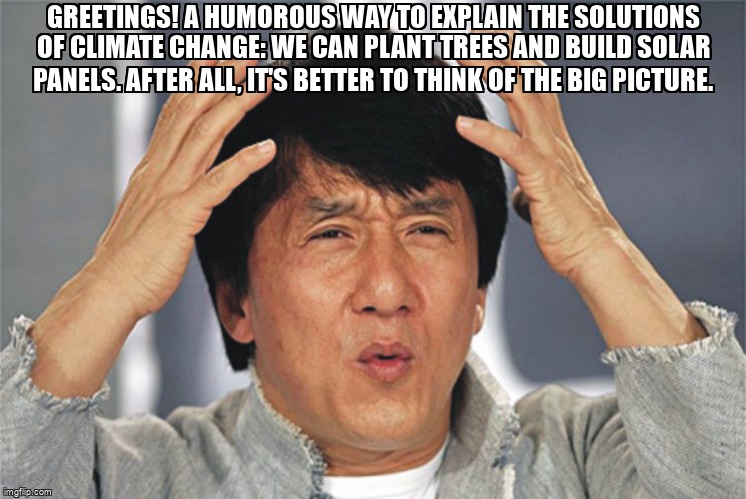 GREETINGS! A HUMOROUS WAY TO EXPLAIN THE SOLUTIONS
OF CLIMATE CHANGE: WE CAN PLANT TREES AND BUILD SOLAR
PANELS. AFTER ALL, IT'S BETTER TO THINK OF THE BIG PICTURE.
imgflip.com